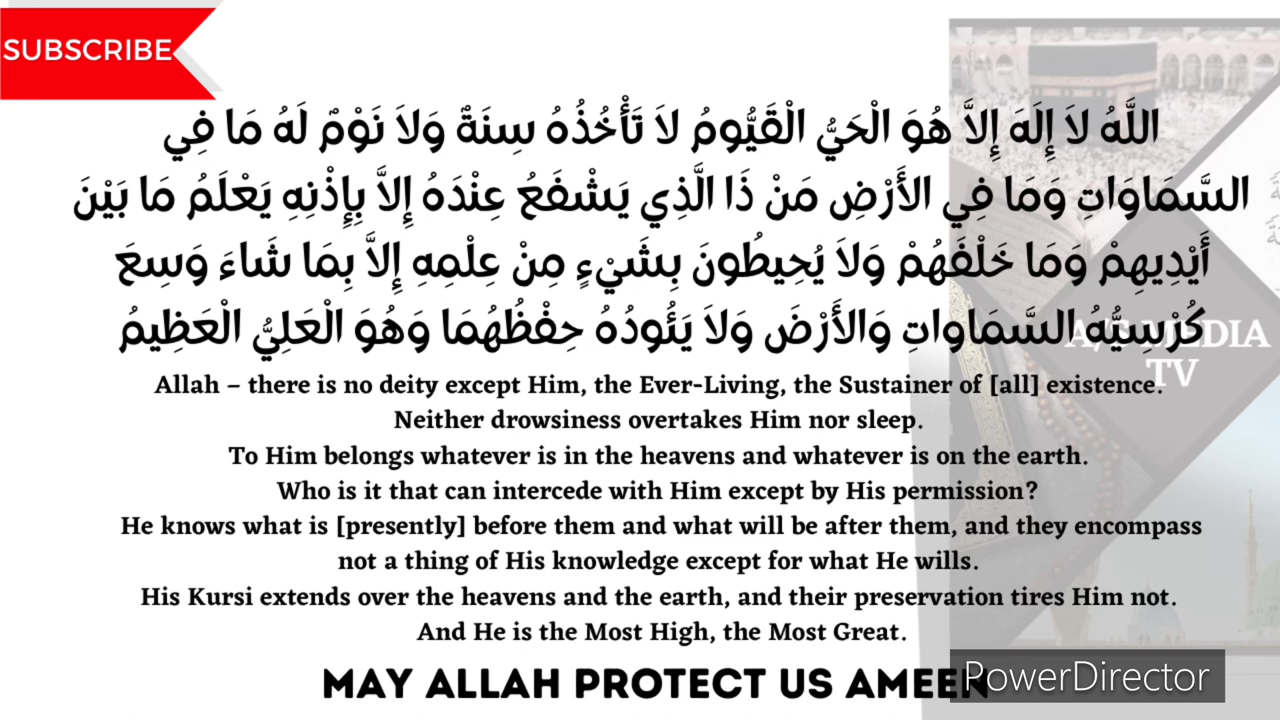 SUBSCRIBE
اللَّهُ لاَ إِلَهَ إِلاَّ هُوَ الْحَيُّ الْقَيُّومُ لاَ تَأْخُذُهُ سِنَةٌ وَلاَ نَوْمٌ لَهُ مَا فِي
السَّمَاوَاتِ وَمَا فِي الأَرْضِ مَنْ ذَا الَّذِي يَشْفَعُ عِنْدَهُ إِلاَّ بِإِذْنِهِ يَعْلَمُ مَا بَيْنَ
أَيْدِيهِمْ وَمَا خَلْفَهُمْ وَلاَ يُحِيطُونَ بِشَيْءٍ مِنْ عِلْمِهِ إِلاَّ بِمَا شَاءَ وَسِعَ
كُرْسِيُّهُ السَّمَاوَاتِ وَالأَرْضَ وَلاَ يَئُودُهُ حِفْظُهُمَا وَهُوَ الْعَلِيُّ الْعَظِيمُ
MEDIA
TV
Allah – there is no deity except Him, the Ever-Living, the Sustainer of [all] existence.
Neither drowsiness overtakes Him nor sleep.
To Him belongs whatever is in the heavens and whatever is on the earth.
Who is it that can intercede with Him except by His permission?
He knows what is [presently] before them and what will be after them, and they encompass
not a thing of His knowledge except for what He wills.
His Kursi extends over the heavens and the earth, and their preservation tires Him not.
And He is the Most High, the Most Great.
MAY ALLAH PROTECT US AMEEN
PowerDirector